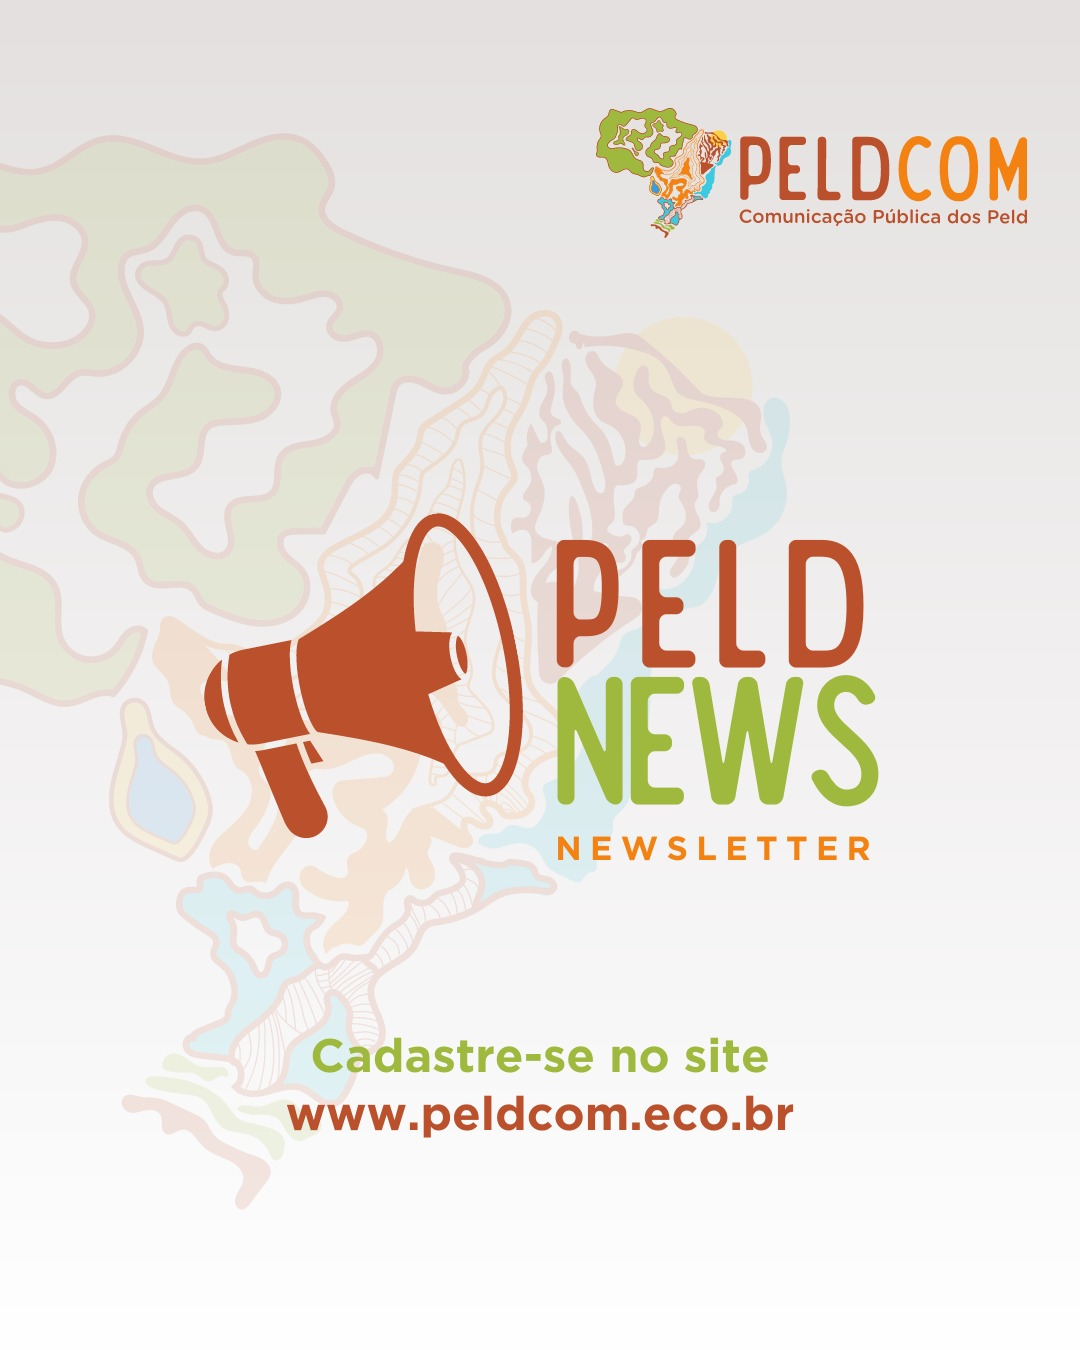 PELDCOM
Comunicação Pública dos Peld
PELD
NEWS
NEWSLETTER
Cadastre-se no site
www.peldcom.eco.br